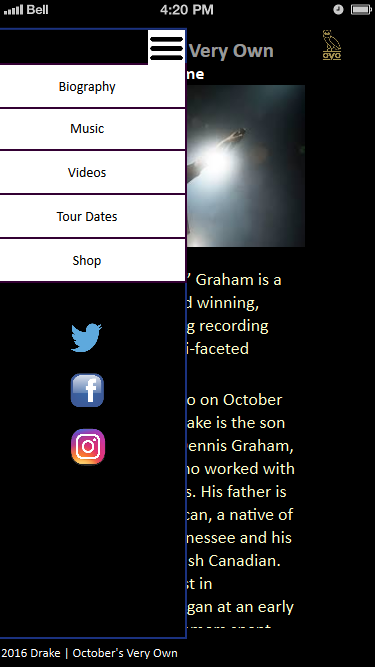 Bell 4:20 PM
Very Own
ovo
ne
Biography
Music
Videos
Tour Dates
Shop
’ Graham is a
d winning,
g recording
i-faceted
o on October
ake is the son
ennis Graham,
no worked with
s. His father is
can, a native of
nessee and his
sh Canadian.
st in
gan at an early
2016 Drake | October's Very Own